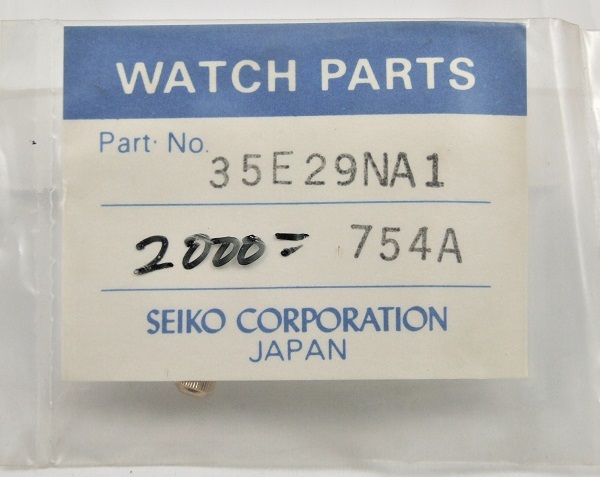 WATCH PARTS
Part· No. 35E29NA1
2000= 754A
SEIKO CORPORATION
JAPAN